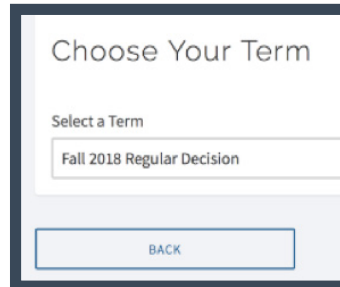 Choose Your Term
Select a Term
Fall 2018 Regular Decision
BACK